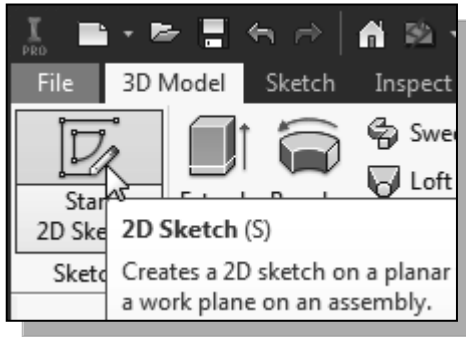 I
PRO
File 3D Model Sketch Inspect
Swee
Loft
Star
2D Ske
Sketc
2D Sketch (S)
Creates a 2D sketch on a planar
a work plane on an assembly.